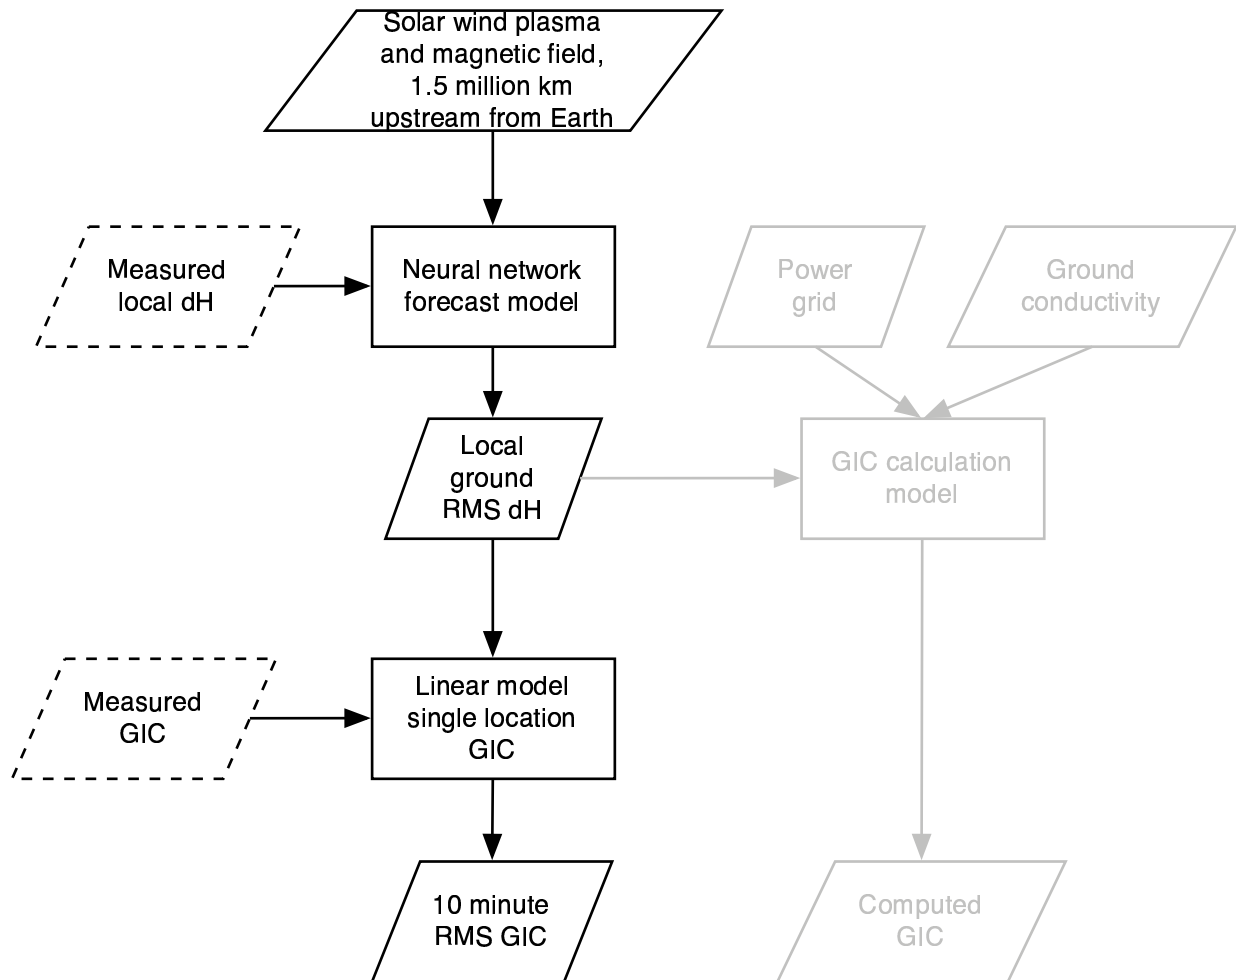 Solar wind plasma
and magnetic field,
1.5 million km
upstream from Earth
Measured
local dH
Neural network
forecast model
Power
grid
Ground
conductivity
Local
ground
RMS dH
GIC calculation
model
Measured
GIC
Linear model
single location
GIC
10 minute
RMS GIC
Computed
GIC